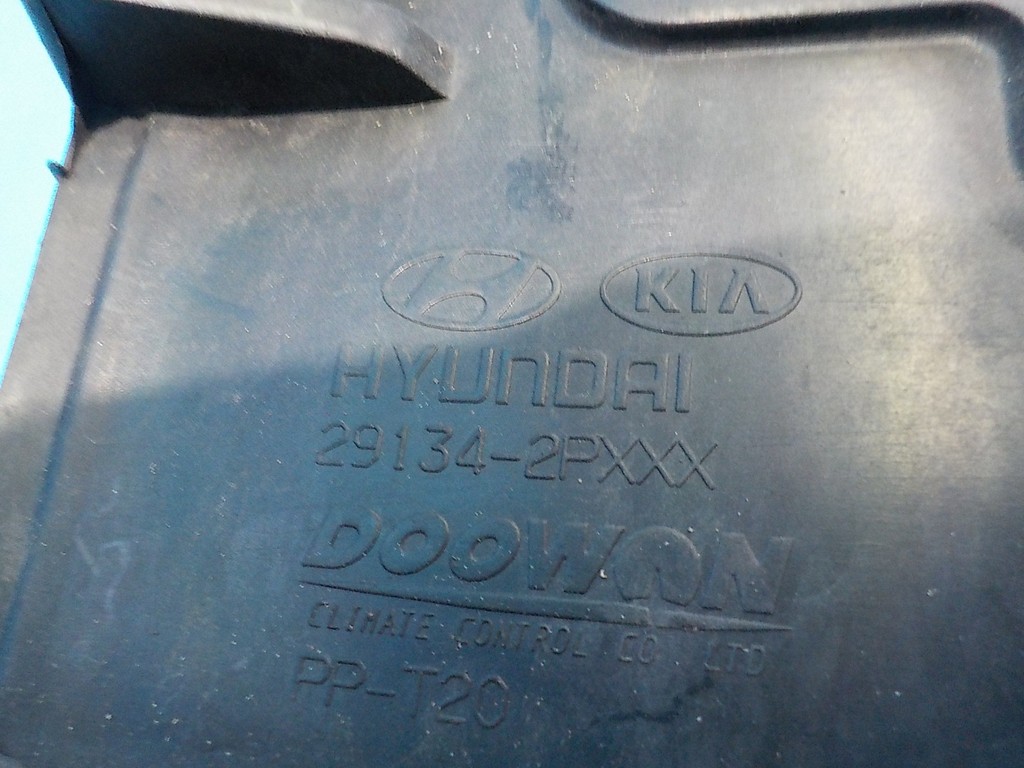 KIA
HYUNDAI
29134-2PXXX
DOOWON
CLIMATE CONTROL CO., LTD
PP-T20